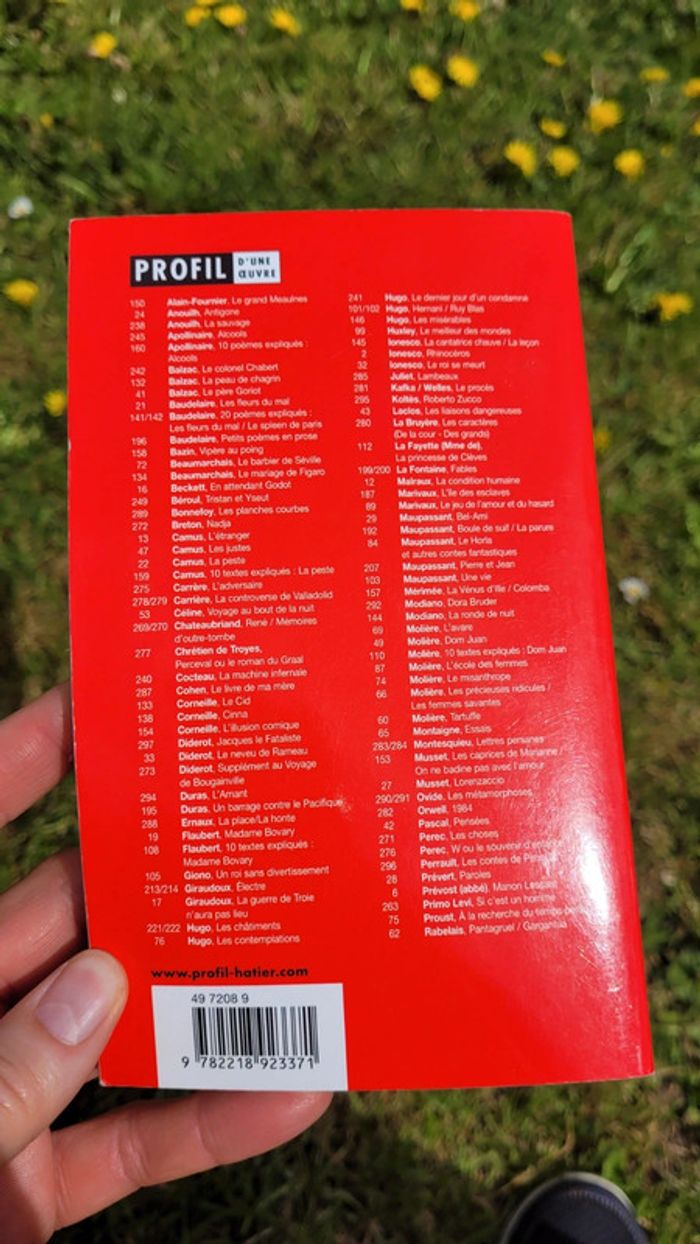 PROFIL D'UNE ŒUVRE
150 Alain-Fournier, Le grand Meaulnes
24 Anouilh, Antigone
238 Anouilh, La sauvage
245 Apollinaire, Alcools
160 Apollinaire, 10 poèmes expliqués :
Alcools
242 Balzac, Le colonel Chabert
132 Balzac, La peau de chagrin
41 Balzac, Le père Goriot
21 Baudelaire, Les fleurs du mal
141/142 Baudelaire, 20 poèmes expliqués :
Les fleurs du mal / Le spleen de paris
196 Baudelaire, Petits poèmes en prose
158 Bazin, Vipère au poing
72 Beaumarchais, Le barbier de Séville
134 Beaumarchais, Le mariage de Figaro
16 Beckett, En attendant Godot
249 Béroul, Tristan et Yseut
289 Bonnefoy, Les planches courbes
272 Breton, Nadja
13 Camus, L'étranger
47 Camus, Les justes
22 Camus, La peste
159 Camus, 10 textes expliqués : La peste
275 Carrère, L'adversaire
278/279 Carrière, La controverse de Valladolid
53 Céline, Voyage au bout de la nuit
269/270 Chateaubriand, René / Mémoires
d'outre-tombe
277 Chrétien de Troyes,
Perceval ou le roman du Graal
240 Cocteau, La machine infernale
287 Cohen, Le livre de ma mère
133 Corneille, Le Cid
138 Corneille, Cinna
154 Corneille, L'illusion comique
297 Diderot, Jacques le Fataliste
33 Diderot, Le neveu de Rameau
273 Diderot, Supplément au Voyage
de Bougainville
294 Duras, L'Amant
195 Duras, Un barrage contre le Pacifique
288 Ernaux, La place/La honte
19 Flaubert, Madame Bovary
108 Flaubert, 10 textes expliqués :
Madame Bovary
105 Giono, Un roi sans divertissement
213/214 Giraudoux, Électre
17 Giraudoux, La guerre de Troie
n'aura pas lieu
221/222 Hugo, Les châtiments
76 Hugo, Les contemplations
241 Hugo, Le dernier jour d'un condamné
101/102 Hugo, Hernani / Ruy Blas
146 Hugo, Les misérables
99 Huxley, Le meilleur des mondes
145 Ionesco, La cantatrice chauve / La leçon
2 Ionesco, Rhinocéros
32 Ionesco, Le roi se meurt
285 Juliet, Lambeaux
281 Kafka / Welles, Le procès
295 Koltès, Roberto Zucco
43 Laclos, Les liaisons dangereuses
280 La Bruyère, Les caractères
(De la cour - Des grands)
112 La Fayette (Mme de),
La princesse de Clèves
199/200 La Fontaine, Fables
12 Malraux, La condition humaine
187 Marivaux, L'île des esclaves
89 Marivaux, Le jeu de l'amour et du hasard
29 Maupassant, Bel-Ami
192 Maupassant, Boule de suif / La parure
84 Maupassant, Le Horla
et autres contes fantastiques
207 Maupassant, Pierre et Jean
103 Maupassant, Une vie
157 Mérimée, La Vénus d'Ille / Colomba
292 Modiano, Dora Bruder
144 Modiano, La ronde de nuit
69 Molière, L'avare
49 Molière, Dom Juan
110 Molière, 10 textes expliqués : Dom Juan
87 Molière, L'école des femmes
74 Molière, Le misanthrope
66 Molière, Les précieuses ridicules /
Les femmes savantes
60 Molière, Tartuffe
65 Montaigne, Essais
283/284 Montesquieu, Lettres persanes
153 Musset, Les caprices de Marianne /
On ne badine pas avec l'amour
27 Musset, Lorenzaccio
290/291 Ovide, Les métamorphoses
282 Orwell, 1984
42 Pascal, Pensées
271 Perec, Les choses
276 Perec, W ou le souvenir
296 Perrault, Les contes de
28 Prévert, Paroles
6 Prévost (abbé), Manon Lescaut
263 Primo Levi, Si c'est un homme
75 Proust, À la recherche du temps
62 Rabelais, Pantagruel / Gargantua
www.profil-hatier.com
49 7208 9
9 782218 923371